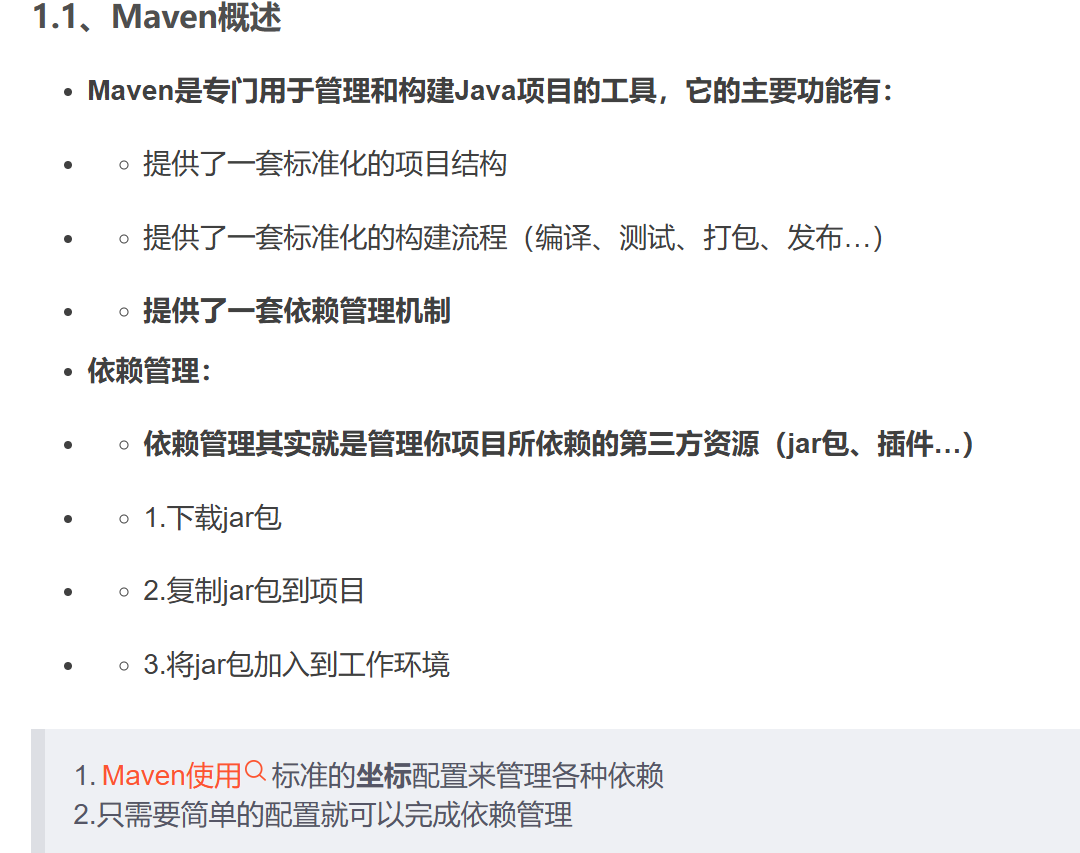 1.1、Maven概述
Maven是专门用于管理和构建Java项目的工具，它的主要功能有：
提供了一套标准化的项目结构
提供了一套标准化的构建流程（编译、测试、打包、发布…）
提供了一套依赖管理机制
依赖管理：
依赖管理其实就是管理你项目所依赖的第三方资源（jar包、插件…）
1.下载jar包
2.复制jar包到项目
3.将jar包加入到工作环境
1. Maven使用 标准的坐标配置来管理各种依赖
2.只需要简单的配置就可以完成依赖管理